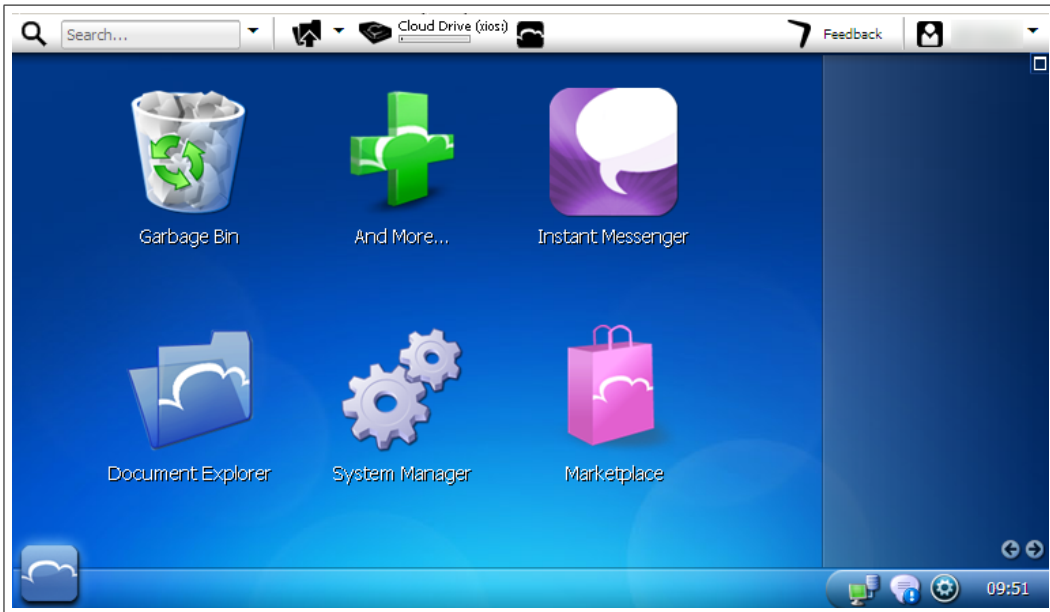 Search...
Cloud Drive (xios:)
Feedback
Garbage Bin
And More...
Instant Messenger
Document Explorer
System Manager
Marketplace
09:51